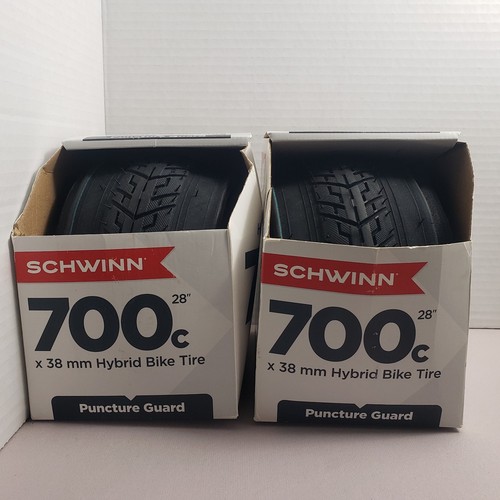 SCHWINN
28"
700c
x 38 mm Hybrid Bike Tire
Puncture Guard
SCHWINN
28"
700c
x 38 mm Hybrid Bike Tire
Puncture Guard